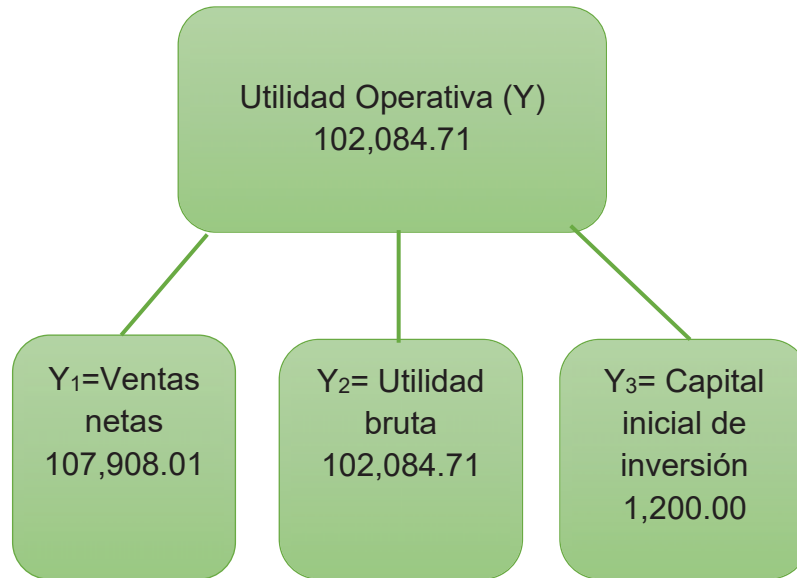 Utilidad Operativa (Y)
102,084.71
Y₁=Ventas
netas
107,908.01
Y₂= Utilidad
bruta
102,084.71
Y₃= Capital
inicial de
inversión
1,200.00